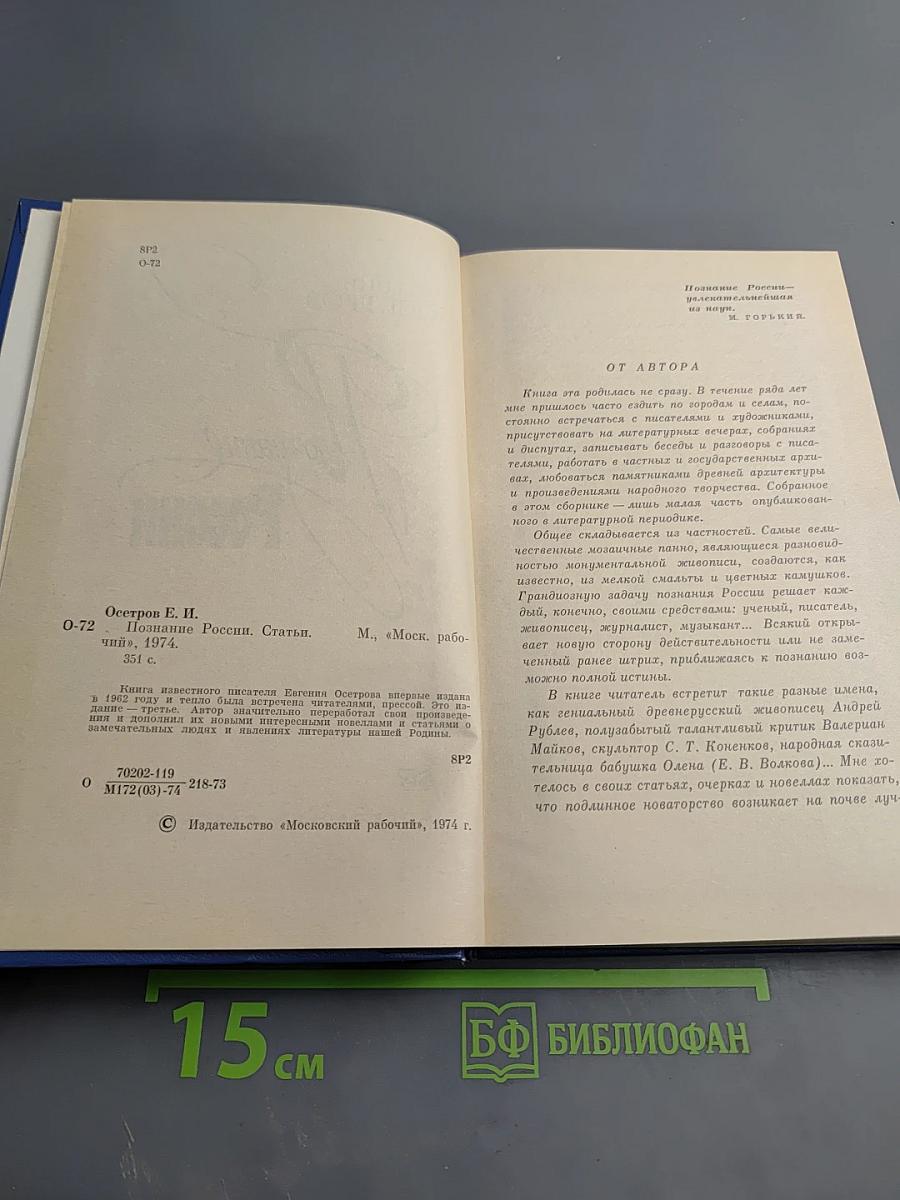 8Р2
О-72
Осетров Е. И.
О-72 Познание России. Статьи. М., «Моск. рабо-
чий», 1974.
351 с.
Книга известного писателя Евгения Осетрова впервые издана
в 1962 году и тепло была встречена читателями, прессой. Это из-
дание — третье. Автор значительно переработал свои произведе-
ния и дополнил их новыми интересными новеллами и статьями о
замечательных людях и явлениях литературы нашей Родины.
8Р2
О 70202-119
М172(03)-74 218-73
© Издательство «Московский рабочий», 1974 г.
Познание России—
увлекательнейшая
из наук.
М. ГОРЬКИЙ.
ОТ АВТОРА
Книга эта родилась не сразу. В течение ряда лет
мне пришлось часто ездить по городам и селам, по-
стоянно встречаться с писателями и художниками,
присутствовать на литературных вечерах, собраниях
и диспутах, записывать беседы и разговоры с писа-
телями, работать в частных и государственных архи-
вах, любоваться памятниками древней архитектуры
и произведениями народного творчества. Собранное
в этом сборнике — лишь малая часть опубликован-
ного в литературной периодике.
Общее складывается из частностей. Самые вели-
чественные мозаичные панно, являющиеся разновид-
ностью монументальной живописи, создаются, как
известно, из мелкой смальты и цветных камушков.
Грандиозную задачу познания России решает каж-
дый, конечно, своими средствами: ученый, писатель,
живописец, журналист, музыкант... Всякий откры-
вает новую сторону действительности или не заме-
ченный ранее штрих, приближаясь к познанию воз-
можно полной истины.
В книге читатель встретит такие разные имена,
как гениальный древнерусский живописец Андрей
Рублев, полузабытый талантливый критик Валериан
Майков, скульптор С. Т. Коненков, народная скази-
тельница бабушка Олена (Е. В. Волкова)... Мне хо-
телось в своих статьях, очерках и новеллах показать,
что подлинное новаторство возникает на почве луч-
15 см
БФ БИБЛИОФАН